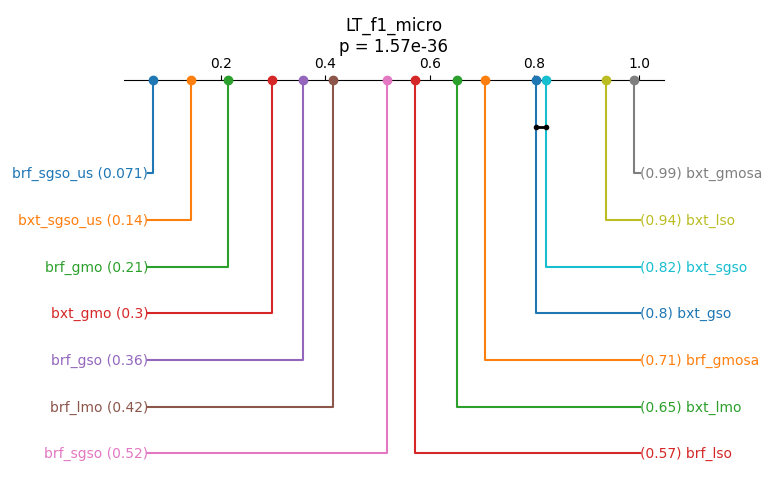 LT_f1_micro
p = 1.57e-36
0.2 0.4 0.6 0.8 1.0
brf_sgso_us (0.071) (0.99) bxt_gmosa
bxt_sgso_us (0.14) (0.94) bxt_lso
brf_gmo (0.21) (0.82) bxt_sgso
bxt_gmo (0.3) (0.8) bxt_gso
brf_gso (0.36) (0.71) brf_gmosa
brf_lmo (0.42) (0.65) bxt_lmo
brf_sgso (0.52) (0.57) brf_lso